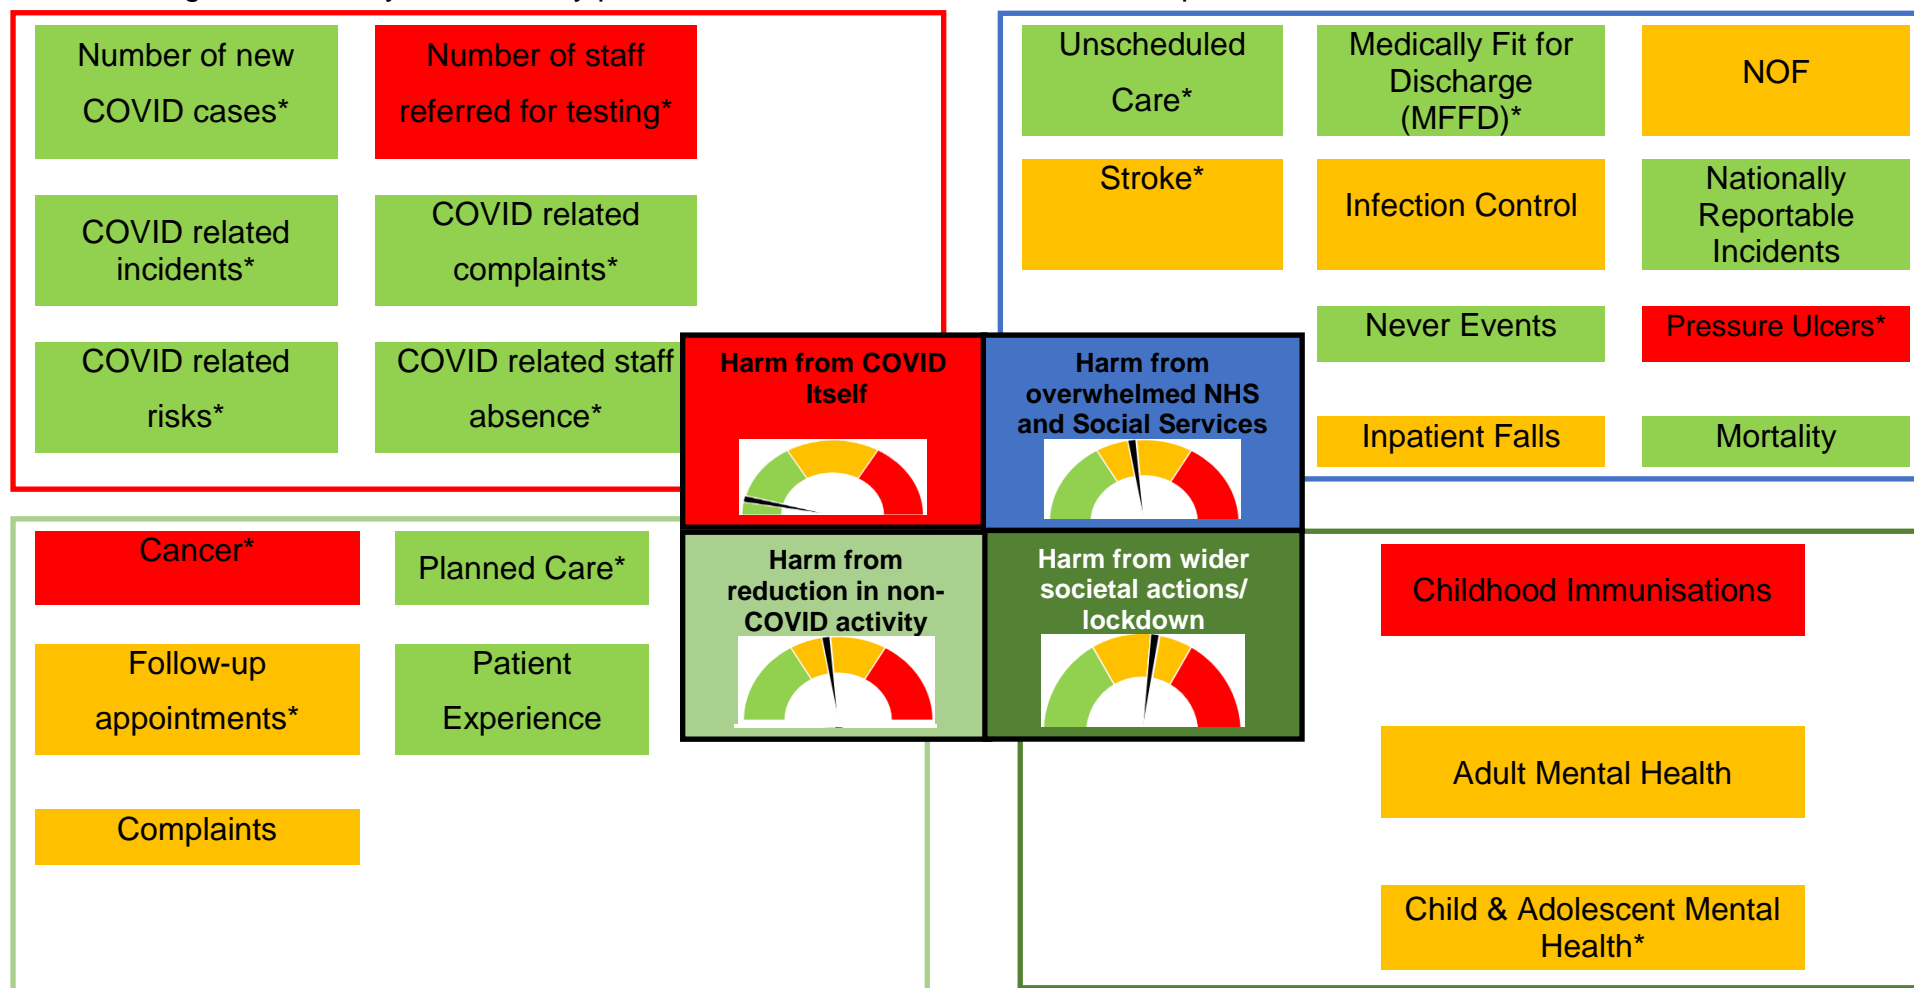 Number of new
COVID cases*
Number of staff
referred for testing*
COVID related
incidents*
COVID related
complaints*
COVID related
risks*
COVID related staff
absence*
Unscheduled
Care*
Medically Fit for
Discharge
(MFFD)*
NOF
Stroke*
Infection Control
Nationally
Reportable
Incidents
Never Events
Pressure Ulcers*
Inpatient Falls
Mortality
Harm from COVID
Itself
Harm from
overwhelmed NHS
and Social Services
Harm from
reduction in non-
COVID activity
Harm from wider
societal actions/
lockdown
Cancer*
Planned Care*
Follow-up
appointments*
Patient
Experience
Complaints
Childhood Immunisations
Adult Mental Health
Child & Adolescent Mental
Health*